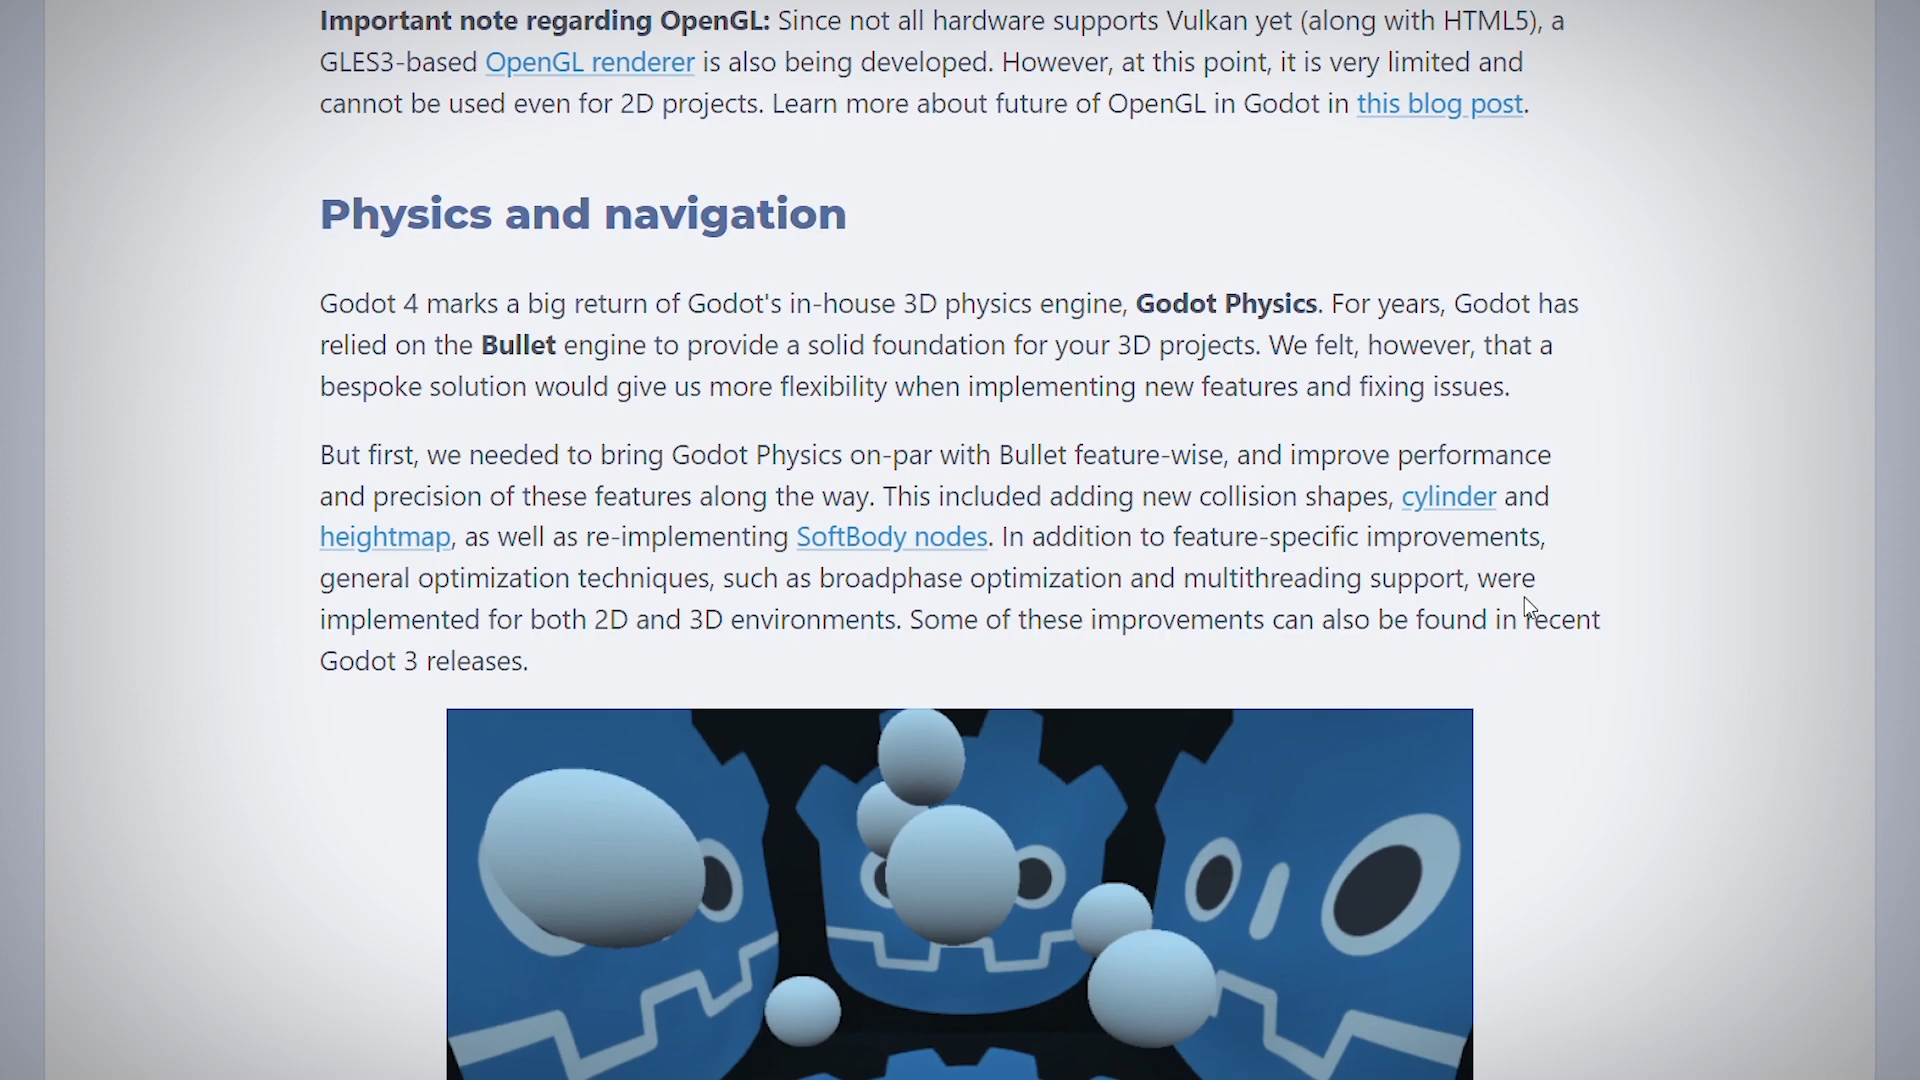 Important note regarding OpenGL: Since not all hardware supports Vulkan yet (along with HTML5), a
GLES3-based OpenGL renderer is also being developed. However, at this point, it is very limited and
cannot be used even for 2D projects. Learn more about future of OpenGL in Godot in this blog post.
Physics and navigation
Godot 4 marks a big return of Godot's in-house 3D physics engine, Godot Physics. For years, Godot has
relied on the Bullet engine to provide a solid foundation for your 3D projects. We felt, however, that a
bespoke solution would give us more flexibility when implementing new features and fixing issues.
But first, we needed to bring Godot Physics on-par with Bullet feature-wise, and improve performance
and precision of these features along the way. This included adding new collision shapes, cylinder and
heightmap, as well as re-implementing SoftBody nodes. In addition to feature-specific improvements,
general optimization techniques, such as broadphase optimization and multithreading support, were
implemented for both 2D and 3D environments. Some of these improvements can also be found in recent
Godot 3 releases.